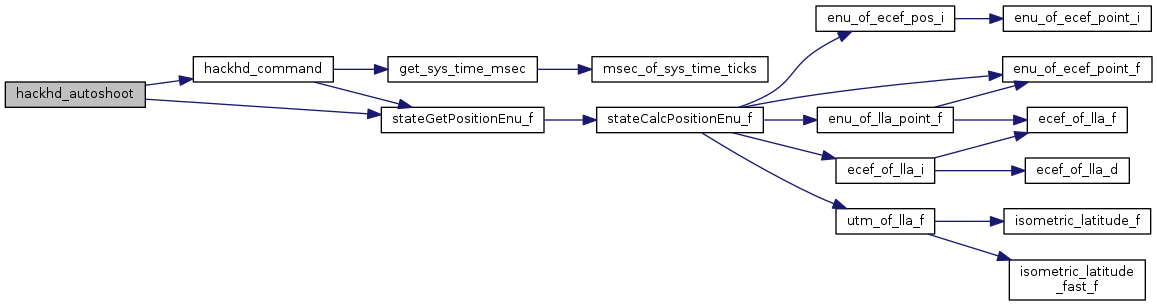 hackhd_autoshoot
hackhd_command
get_sys_time_msec
msec_of_sys_time_ticks
stateGetPositionEnu_f
stateCalcPositionEnu_f
enu_of_ecef_pos_i
enu_of_ecef_point_i
enu_of_ecef_point_f
enu_of_lla_point_f
ecef_of_lla_f
ecef_of_lla_i
ecef_of_lla_d
utm_of_lla_f
isometric_latitude_f
isometric_latitude
_fast_f